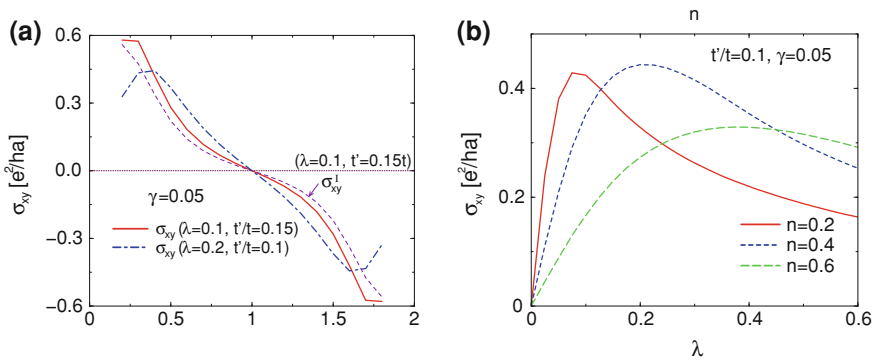 n
(a)
0.6
0.3
0.0
−0.3
−0.6
σxy [e²/ha]
(λ=0.1, t'=0.15t)
σxy^I
γ=0.05
σxy (λ=0.1, t'/t=0.15)
σxy (λ=0.2, t'/t=0.1)
0 0.5 1 1.5 2
(b)
t'/t=0.1, γ=0.05
0.4
0.2
0
σxy [e²/ha]
n=0.2
n=0.4
n=0.6
0 0.2 0.4 0.6
λ